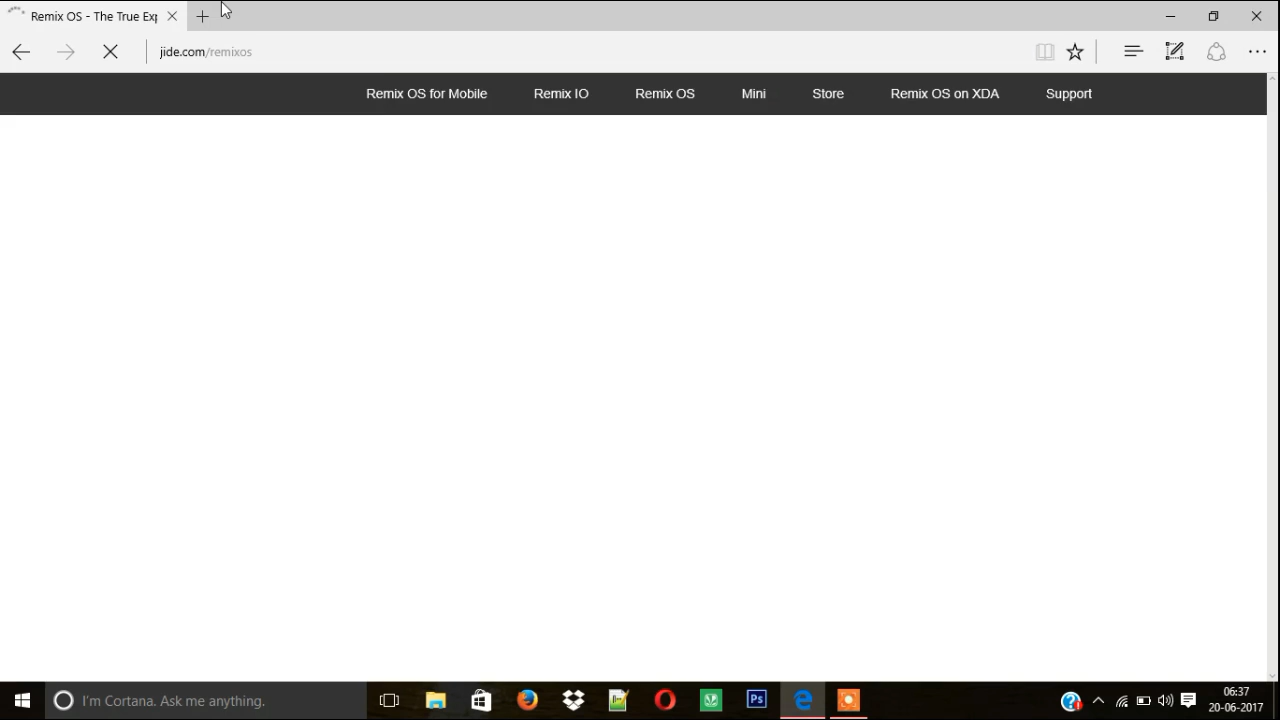 Remix OS - The True Exp
jide.com/remixos
Remix OS for Mobile Remix IO Remix OS Mini Store Remix OS on XDA Support
I'm Cortana. Ask me anything.
Ps
06:37
20-06-2017